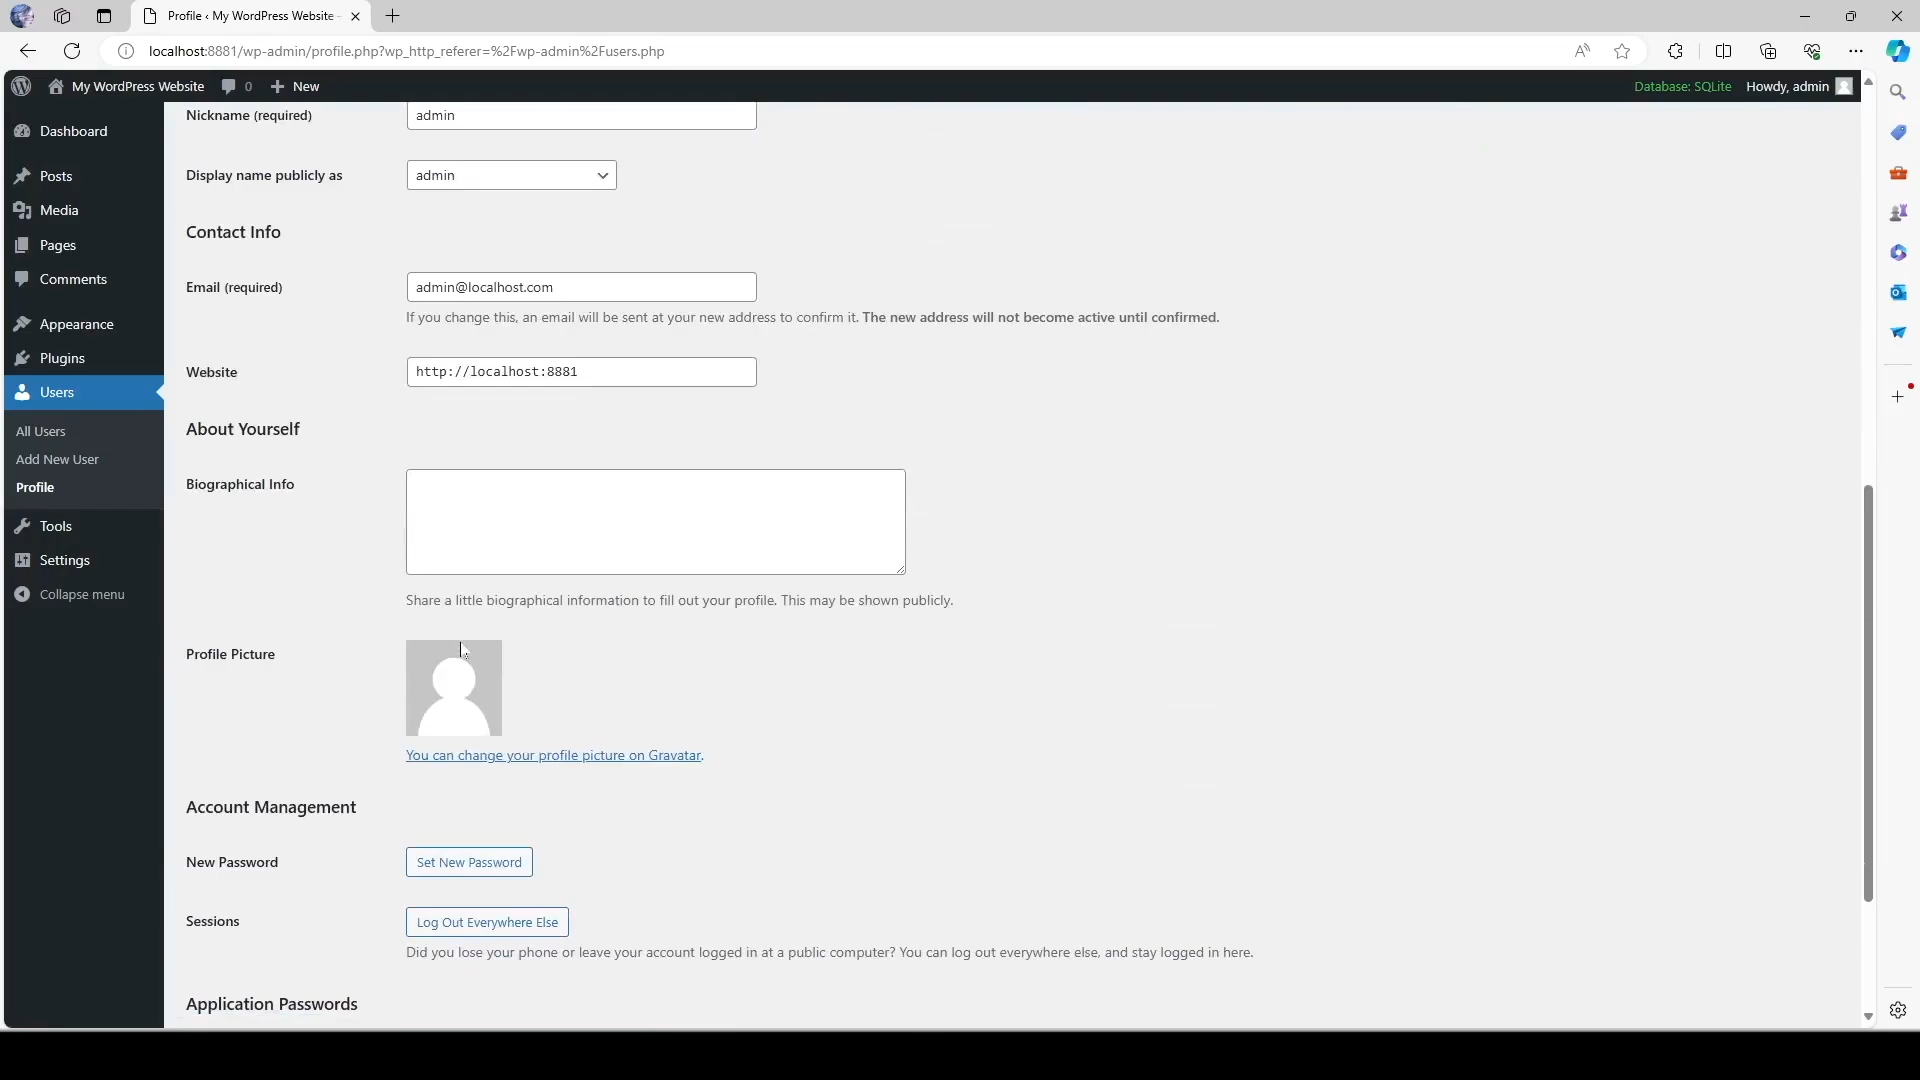 Profile ‹ My WordPress Website -
localhost:8881/wp-admin/profile.php?wp_http_referer=%2Fwp-admin%2Fusers.php
My WordPress Website 0 New Database: SQLite Howdy, admin
Dashboard
Posts
Media
Pages
Comments
Appearance
Plugins
Users
All Users
Add New User
Profile
Tools
Settings
Collapse menu
Nickname (required) admin
Display name publicly as admin
Contact Info
Email (required) admin@localhost.com
If you change this, an email will be sent at your new address to confirm it. The new address will not become active until confirmed.
Website http://localhost:8881
About Yourself
Biographical Info
Share a little biographical information to fill out your profile. This may be shown publicly.
Profile Picture
You can change your profile picture on Gravatar.
Account Management
New Password Set New Password
Sessions Log Out Everywhere Else
Did you lose your phone or leave your account logged in at a public computer? You can log out everywhere else, and stay logged in here.
Application Passwords